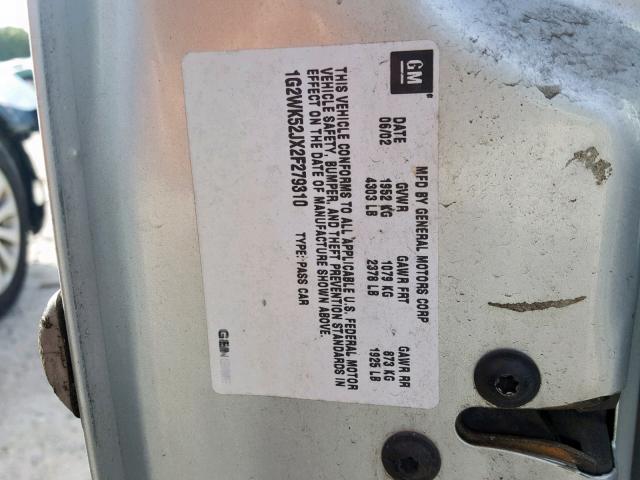 GM
MFD BY GENERAL MOTORS CORP
DATE GVWR GAWR FRT GAWR RR
06/02 1952 KG 1079 KG 873 KG
4303 LB 2378 LB 1925 LB
THIS VEHICLE CONFORMS TO ALL APPLICABLE U.S. FEDERAL MOTOR
VEHICLE SAFETY, BUMPER, AND THEFT PREVENTION STANDARDS IN
EFFECT ON THE DATE OF MANUFACTURE SHOWN ABOVE.
1G2WK52JX2F279310 TYPE: PASS CAR